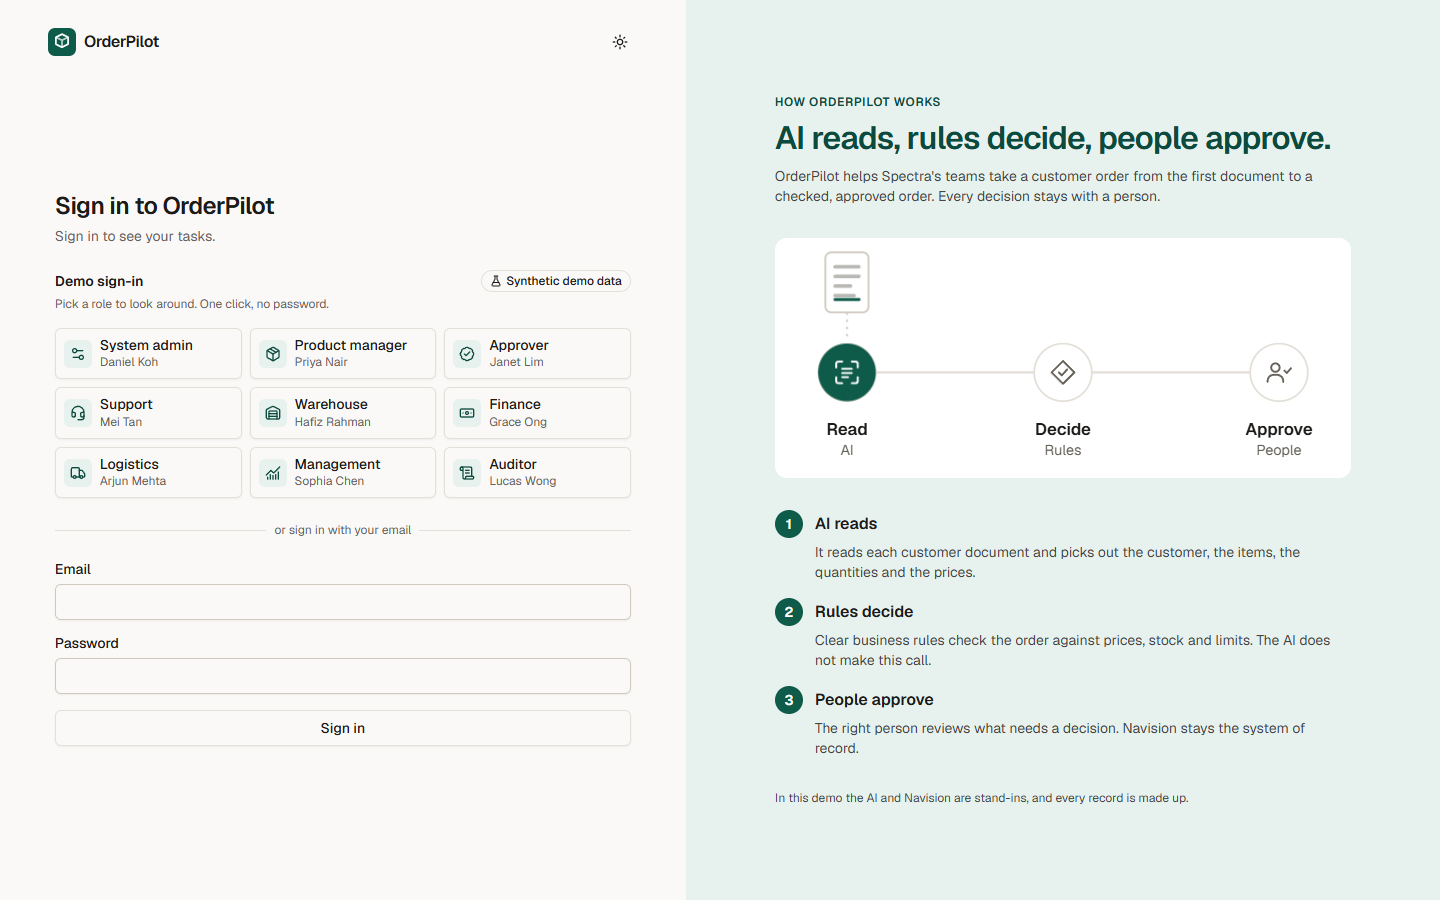 OrderPilot
Sign in to OrderPilot
Sign in to see your tasks.
Demo sign-in
Synthetic demo data
Pick a role to look around. One click, no password.
System admin
Daniel Koh
Product manager
Priya Nair
Approver
Janet Lim
Support
Mei Tan
Warehouse
Hafiz Rahman
Finance
Grace Ong
Logistics
Arjun Mehta
Management
Sophia Chen
Auditor
Lucas Wong
or sign in with your email
Email
Password
Sign in
HOW ORDERPILOT WORKS
AI reads, rules decide, people approve.
OrderPilot helps Spectra's teams take a customer order from the first document to a
checked, approved order. Every decision stays with a person.
Read
AI
Decide
Rules
Approve
People
1 AI reads
It reads each customer document and picks out the customer, the items, the
quantities and the prices.
2 Rules decide
Clear business rules check the order against prices, stock and limits. The AI does
not make this call.
3 People approve
The right person reviews what needs a decision. Navision stays the system of
record.
In this demo the AI and Navision are stand-ins, and every record is made up.